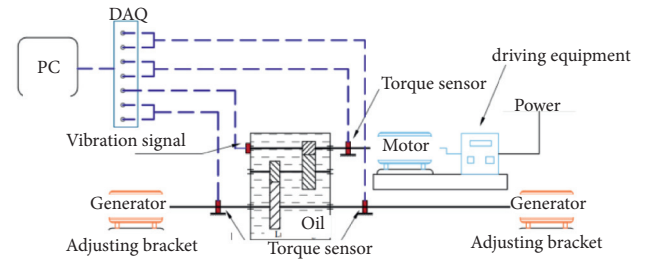 DAQ
PC
driving equipment
Torque sensor
Power
Vibration signal
Motor
Generator
Generator
Oil
Adjusting bracket
Torque sensor
Adjusting bracket